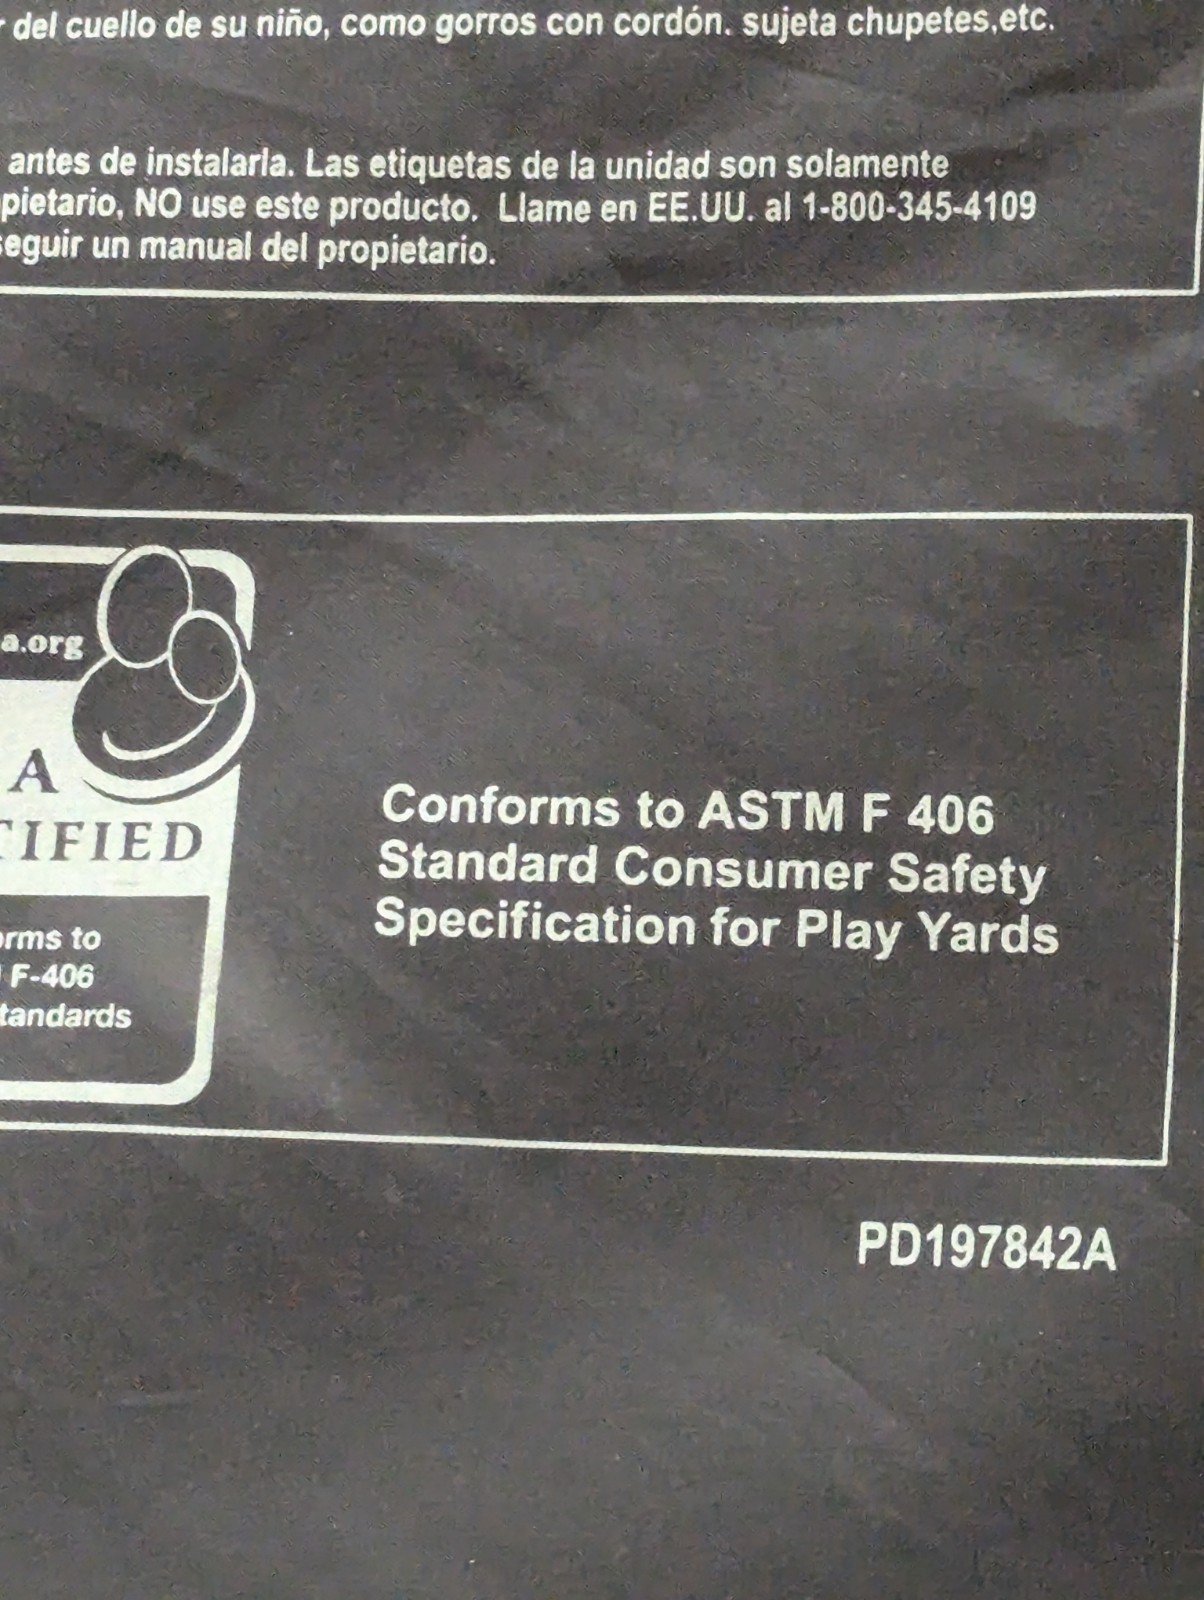 del cuello de su niño, como gorros con cordón. sujeta chupetes,etc.
antes de instalarla. Las etiquetas de la unidad son solamente
pietario, NO use este producto. Llame en EE.UU. al 1-800-345-4109
seguir un manual del propietario.
a.org
A
TIFIED
Conforms to ASTM F 406
Standard Consumer Safety
Specification for Play Yards
orms to
F-406
tandards
PD197842A